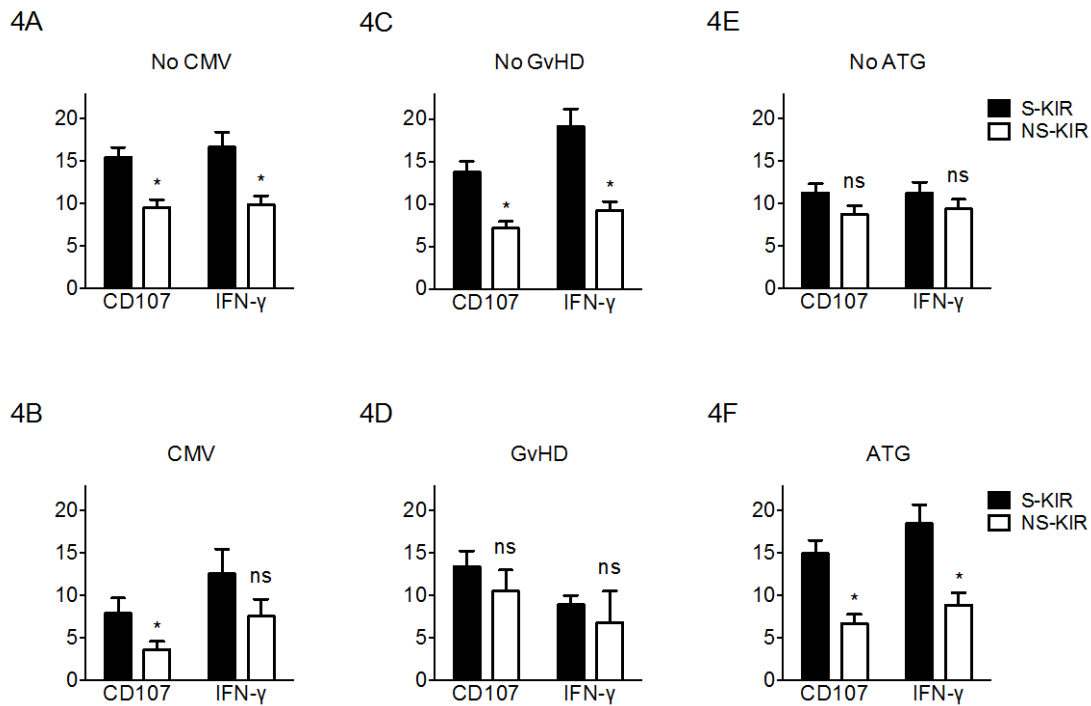 4A
No CMV
20
15
*
*
10
5
0
CD107 IFN-γ
4C
No GvHD
20
15
*
*
10
5
0
CD107 IFN-γ
4E
No ATG
20
15
ns
ns
10
5
0
CD107 IFN-γ
S-KIR
NS-KIR
4B
CMV
20
15
ns
10
*
5
0
CD107 IFN-γ
4D
GvHD
20
15
ns
ns
10
5
0
CD107 IFN-γ
4F
ATG
20
15
*
*
10
5
0
CD107 IFN-γ
S-KIR
NS-KIR